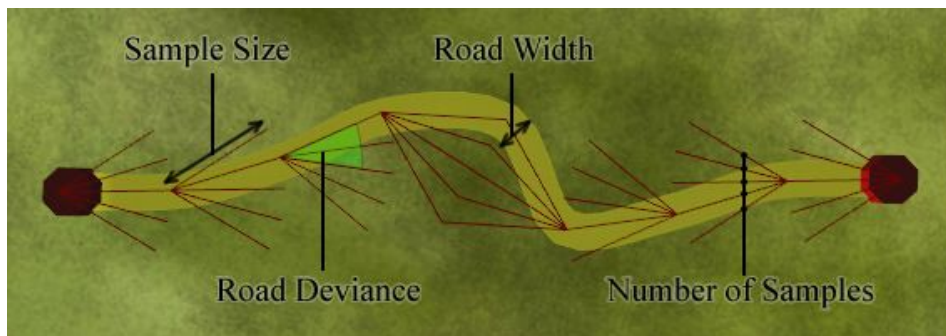 Sample Size
Road Width
Road Deviance
Number of Samples